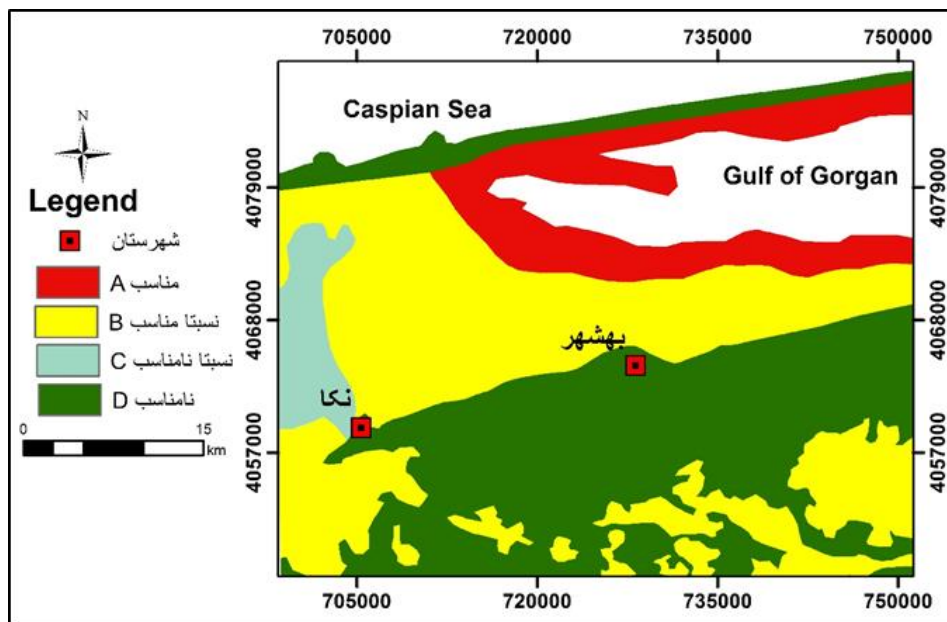 705000 720000 735000 750000
Caspian Sea
Gulf of Gorgan
4079000 4079000
4068000 4068000
4057000 4057000
بهشهر
نکا
705000 720000 735000 750000
N
Legend
شهرستان
مناسب A
نسبتا مناسب B
نسبتا نامناسب C
نامناسب D
0 15
km